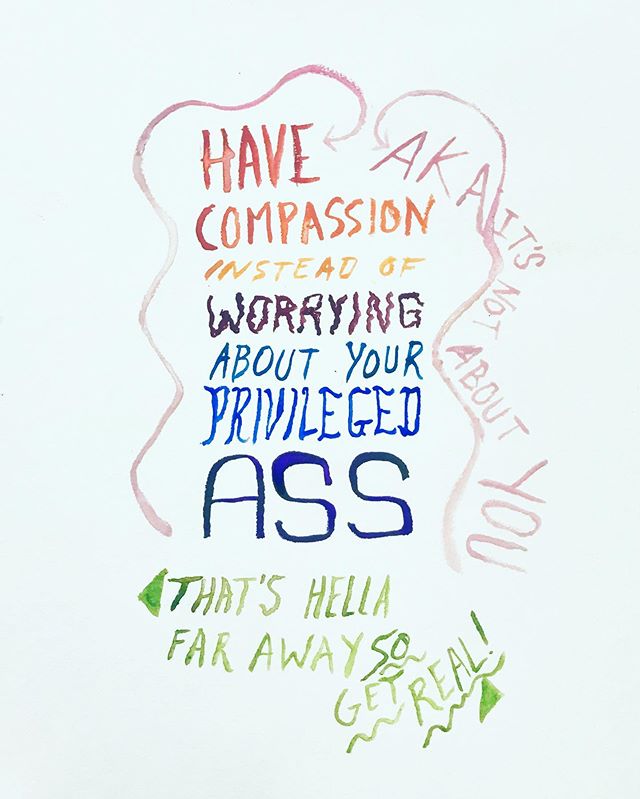 HAVE
COMPASSION
INSTEAD OF
WORRYING
ABOUT YOUR
PRIVILEGED
ASS
AKA IT'S NOT ABOUT YOU
THAT'S HELLA
FAR AWAY SO
GET REAL!